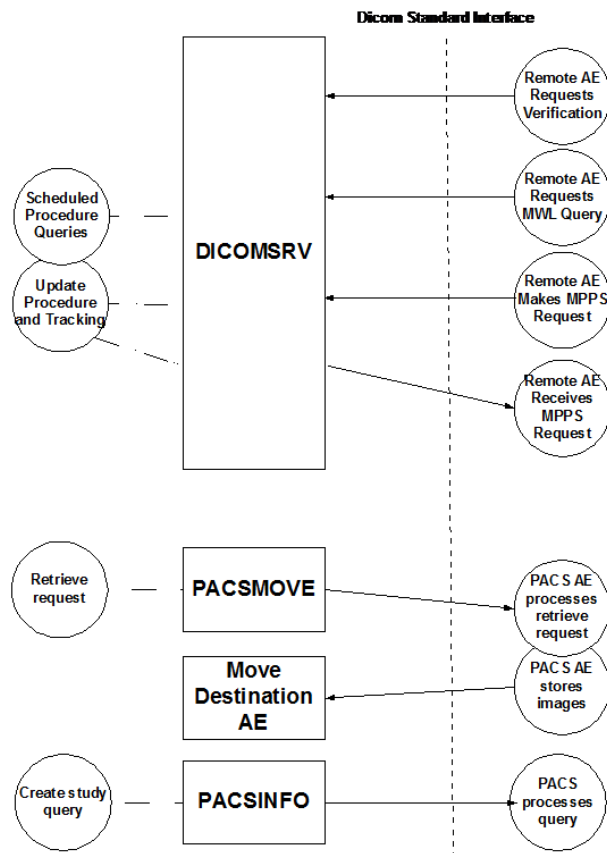 Dicom Standard Interface
Remote AE
Requests
Verification
Scheduled
Procedure
Queries
Remote AE
Requests
MWL Query
DICOMSRV
Update
Procedure
and Tracking
Remote AE
Makes MPPS
Request
Remote AE
Receives
MPPS
Request
Retrieve
request
PACSMOVE
PACS AE
processes
retrieve
request
Move
Destination
AE
PACS AE
stores
images
Create study
query
PACSINFO
PACS
processes
query